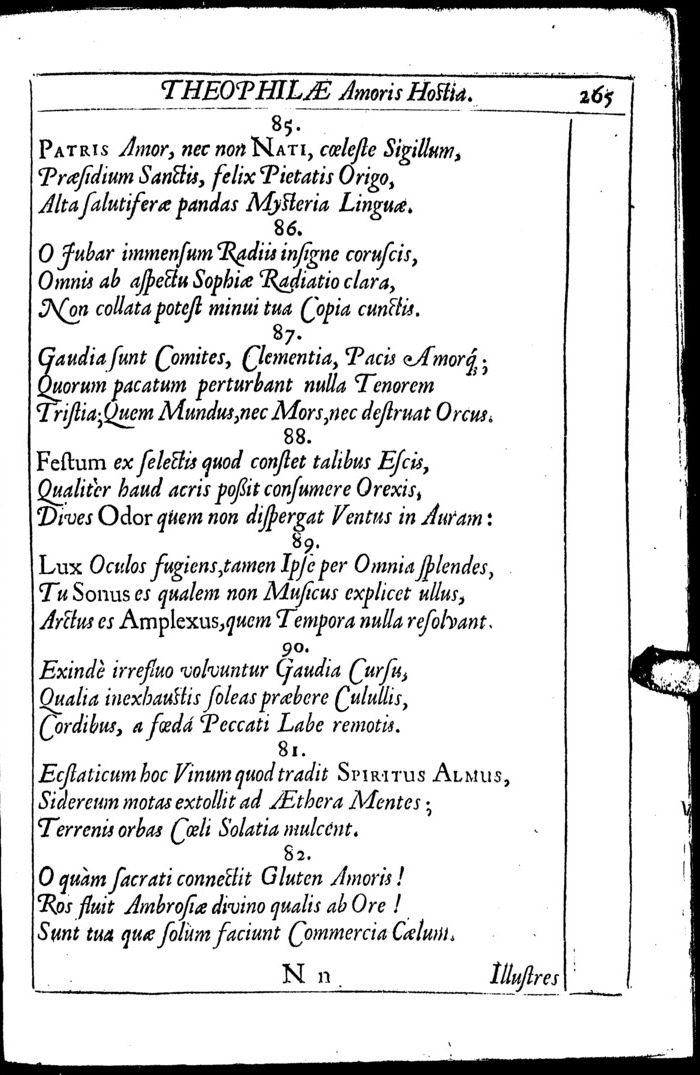 THEOPHILÆ Amoris Hostia. 265
85.
PATRIS Amor, nec non NATI, cœleste Sigillum,
Præsidium Sanctis, felix Pietatis Origo,
Alta salutiferæ pandas Mysteria Linguæ.
86.
O Jubar immensum Radiis insigne coruscis,
Omnis ab aspectu Sophiæ Radiatio clara,
Non collata potest minui tua Copia cunctis.
87.
Gaudia sunt Comites, Clementia, Pacis Amorq́;;
Quorum pacatum perturbant nulla Tenorem
Tristia; Quem Mundus, nec Mors, nec destruat Orcus.
88.
Festum ex selectis quod constet talibus Escis,
Qualitèr haud acris poßit consumere Orexis,
Dives Odor quem non dispergat Ventus in Auram:
89.
Lux Oculos fugiens, tamen Ipse per Omnia splendes,
Tu Sonus es qualem non Musicus explicet ullus,
Arctus es Amplexus, quem Tempora nulla resolvant.
90.
Exindè irrefluo volvuntur Gaudia Cursu,
Qualia inexhaustis soleas præbere Culullis,
Cordibus, a fœdá Peccati Labe remotis.
81.
Ecstaticum hoc Vinum quod tradit SPIRITUS ALMUS,
Sidereum motas extollit ad Æthera Mentes;
Terrenis orbas Cœli Solatia mulcent.
82.
O quàm sacrati connectit Gluten Amoris!
Ros fluit Ambrosiæ divino qualis ab Ore!
Sunt tua quæ solùm faciunt Commercia Cælum.
N n Illustres